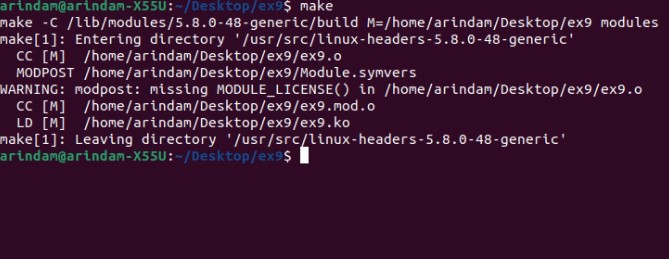 arindam@arindam-X55U:~/Desktop/ex9$ make
make -C /lib/modules/5.8.0-48-generic/build M=/home/arindam/Desktop/ex9 modules
make[1]: Entering directory '/usr/src/linux-headers-5.8.0-48-generic'
  CC [M]  /home/arindam/Desktop/ex9/ex9.o
  MODPOST /home/arindam/Desktop/ex9/Module.symvers
WARNING: modpost: missing MODULE_LICENSE() in /home/arindam/Desktop/ex9/ex9.o
  CC [M]  /home/arindam/Desktop/ex9/ex9.mod.o
  LD [M]  /home/arindam/Desktop/ex9/ex9.ko
make[1]: Leaving directory '/usr/src/linux-headers-5.8.0-48-generic'
arindam@arindam-X55U:~/Desktop/ex9$